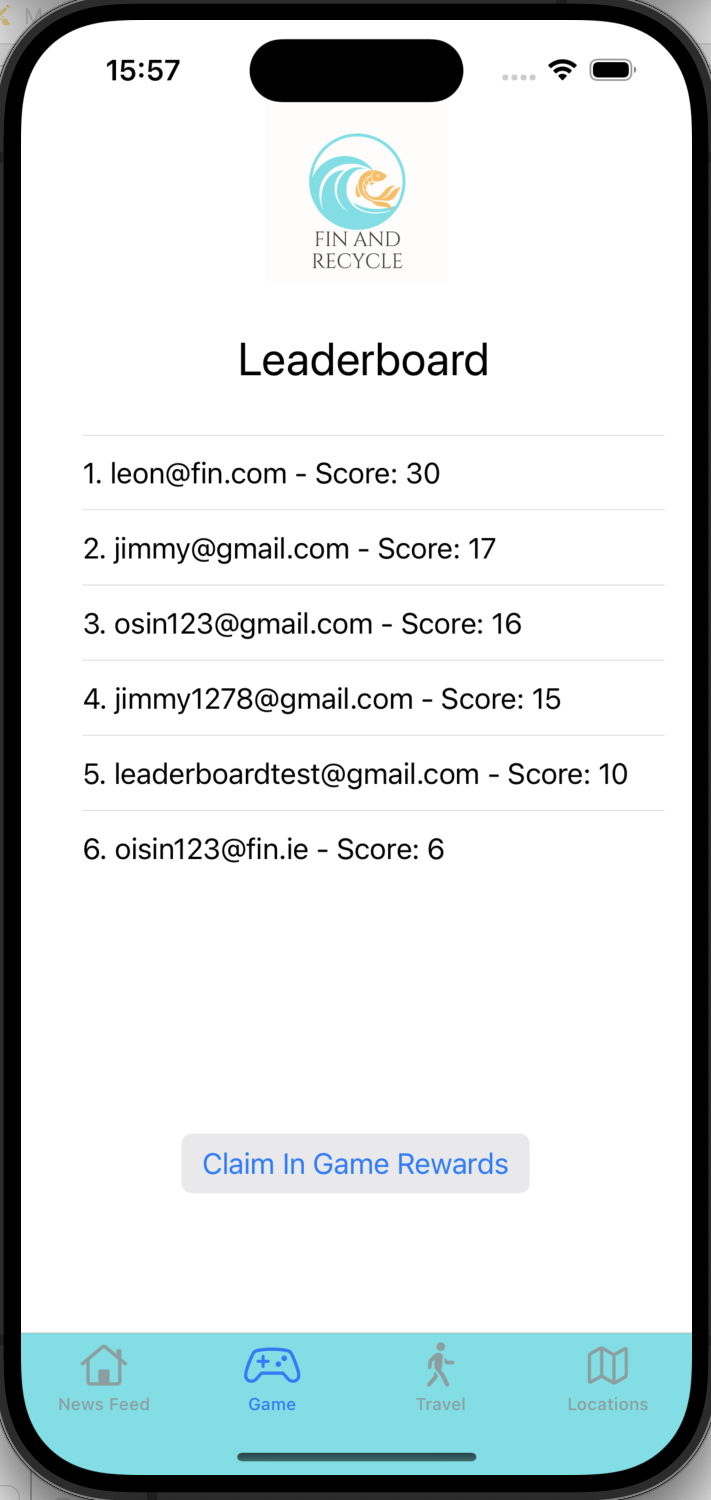 15:57
FIN AND
RECYCLE
Leaderboard
1. leon@fin.com - Score: 30
2. jimmy@gmail.com - Score: 17
3. osin123@gmail.com - Score: 16
4. jimmy1278@gmail.com - Score: 15
5. leaderboardtest@gmail.com - Score: 10
6. oisin123@fin.ie - Score: 6
Claim In Game Rewards
News Feed
Game
Travel
Locations